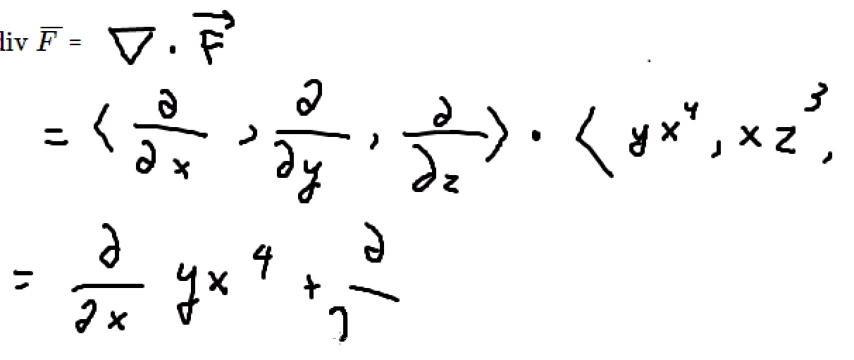 div F̅ = ∇ · F⃗
= ⟨ ∂/∂x , ∂/∂y , ∂/∂z ⟩ · ⟨ yx⁴, xz³,
= ∂/∂x yx⁴ + ∂/